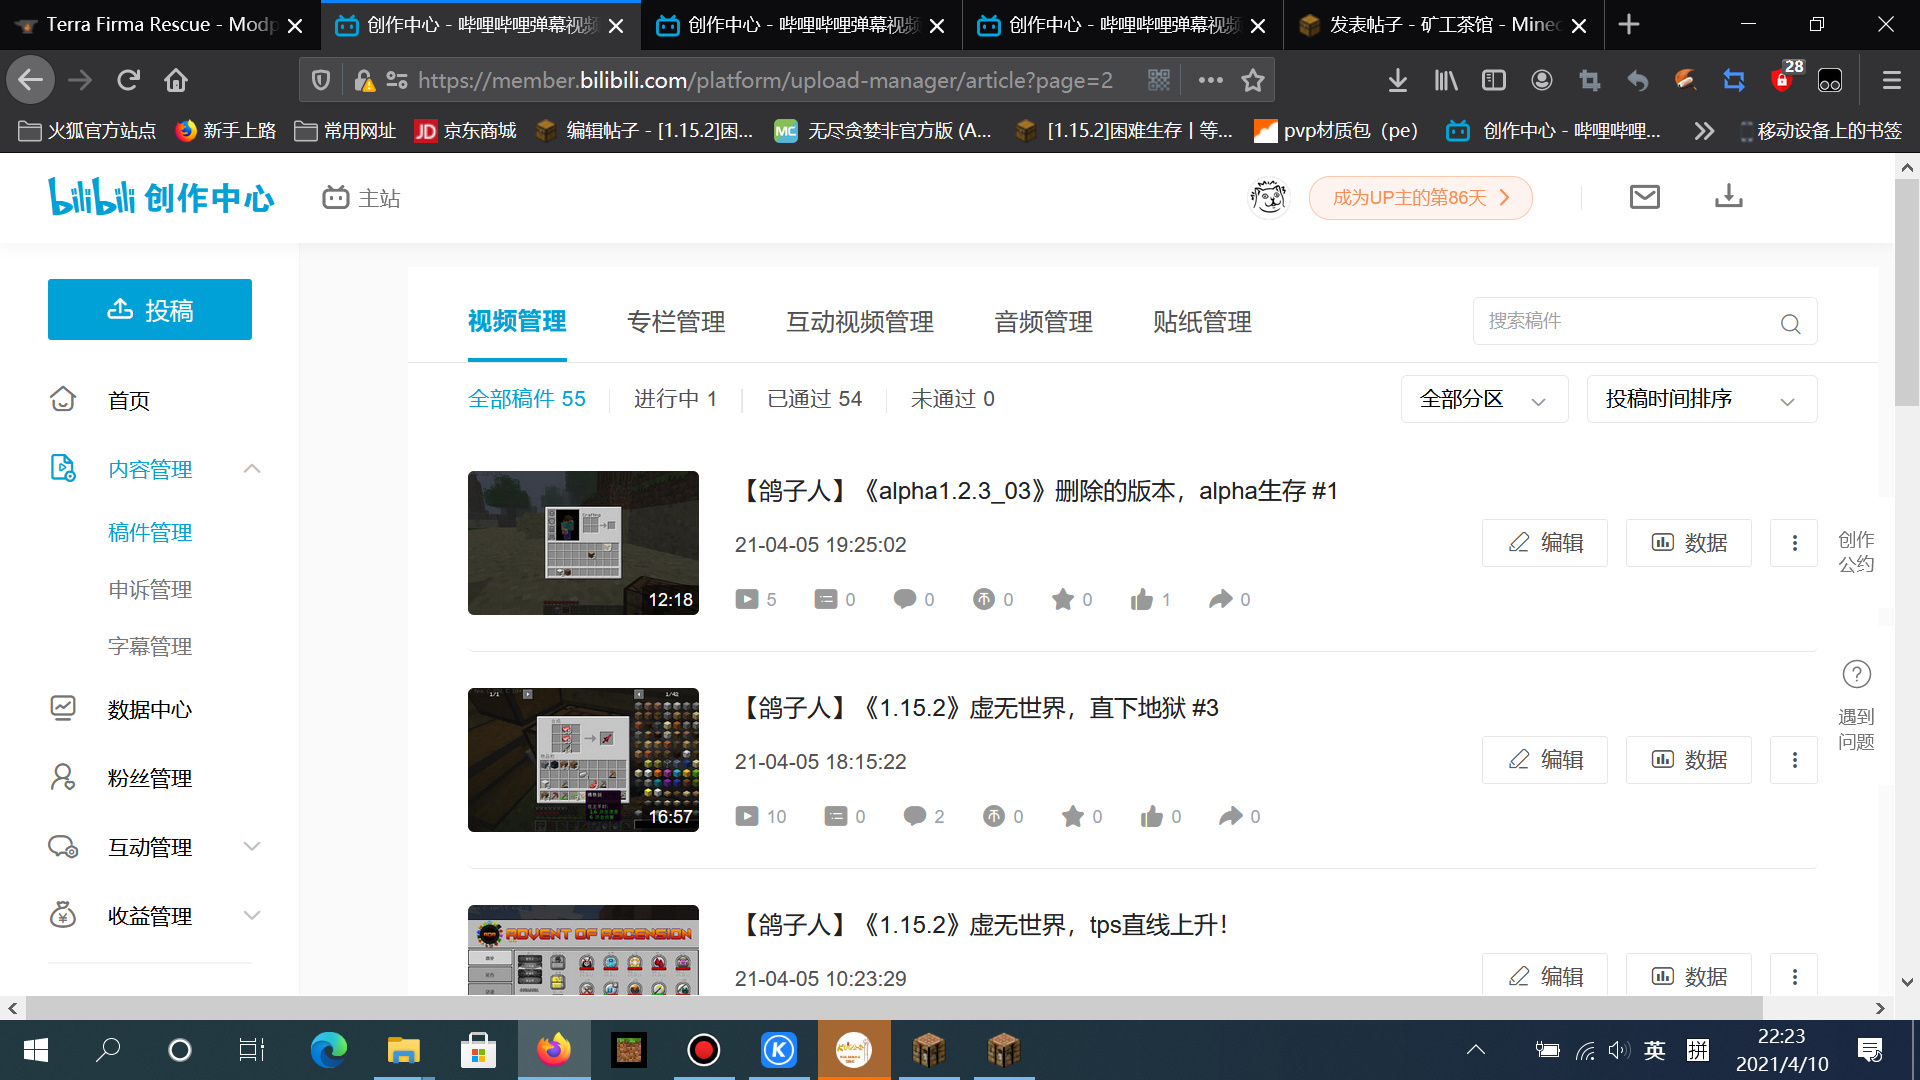 Terra Firma Rescue - Modp
创作中心 - 哔哩哔哩弹幕视频
创作中心 - 哔哩哔哩弹幕视频
创作中心 - 哔哩哔哩弹幕视频
发表帖子 - 矿工茶馆 - Minec
https://member.bilibili.com/platform/upload-manager/article?page=2
28
火狐官方站点
新手上路
常用网址
JD 京东商城
编辑帖子 - [1.15.2]困...
MC 无尽贪婪非官方版 (A...
[1.15.2]困难生存丨等...
pvp材质包（pe）
创作中心 - 哔哩哔哩...
移动设备上的书签
bilibili 创作中心
主站
成为UP主的第86天
投稿
首页
内容管理
稿件管理
申诉管理
字幕管理
数据中心
粉丝管理
互动管理
收益管理
视频管理 专栏管理 互动视频管理 音频管理 贴纸管理
搜索稿件
全部稿件 55 进行中 1 已通过 54 未通过 0
全部分区
投稿时间排序
12:18
【鸽子人】《alpha1.2.3_03》删除的版本，alpha生存 #1
21-04-05 19:25:02
5 0 0 0 0 1 0
编辑 数据
1/1
1/42
16:57
【鸽子人】《1.15.2》虚无世界，直下地狱 #3
21-04-05 18:15:22
10 0 2 0 0 0 0
编辑 数据
ADVENT OF ASCENSION
【鸽子人】《1.15.2》虚无世界，tps直线上升！
21-04-05 10:23:29
编辑 数据
创作
公约
遇到
问题
英
拼
22:23
2021/4/10